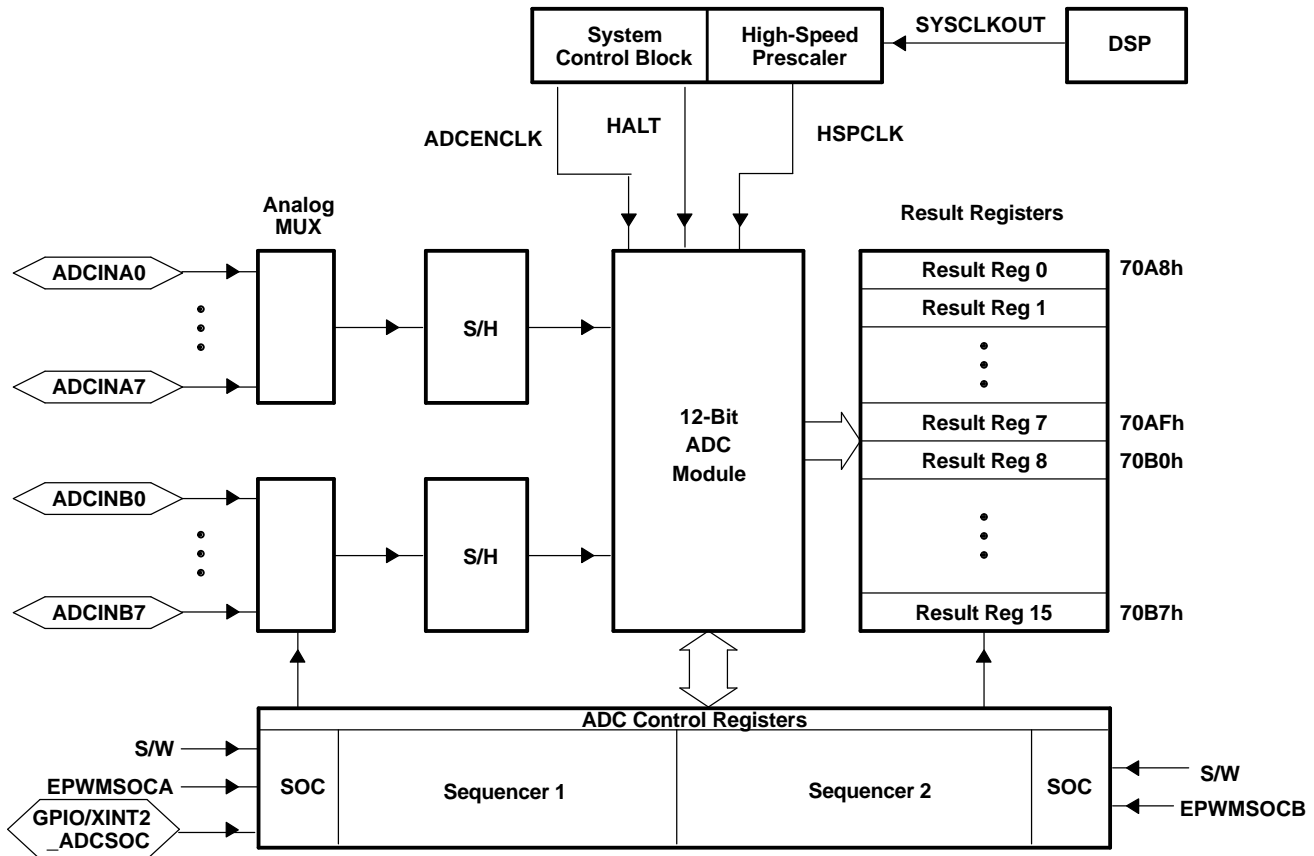 System
Control Block
High-Speed
Prescaler
SYSCLKOUT
DSP
ADCENCLK
HALT
HSPCLK
Analog
MUX
Result Registers
ADCINA0
ADCINA7
S/H
ADCINB0
ADCINB7
S/H
12-Bit
ADC
Module
Result Reg 0
70A8h
Result Reg 1
Result Reg 7
70AFh
Result Reg 8
70B0h
Result Reg 15
70B7h
ADC Control Registers
S/W
EPWMSOCA
GPIO/XINT2
_ADCSOC
SOC
Sequencer 1
Sequencer 2
SOC
S/W
EPWMSOCB